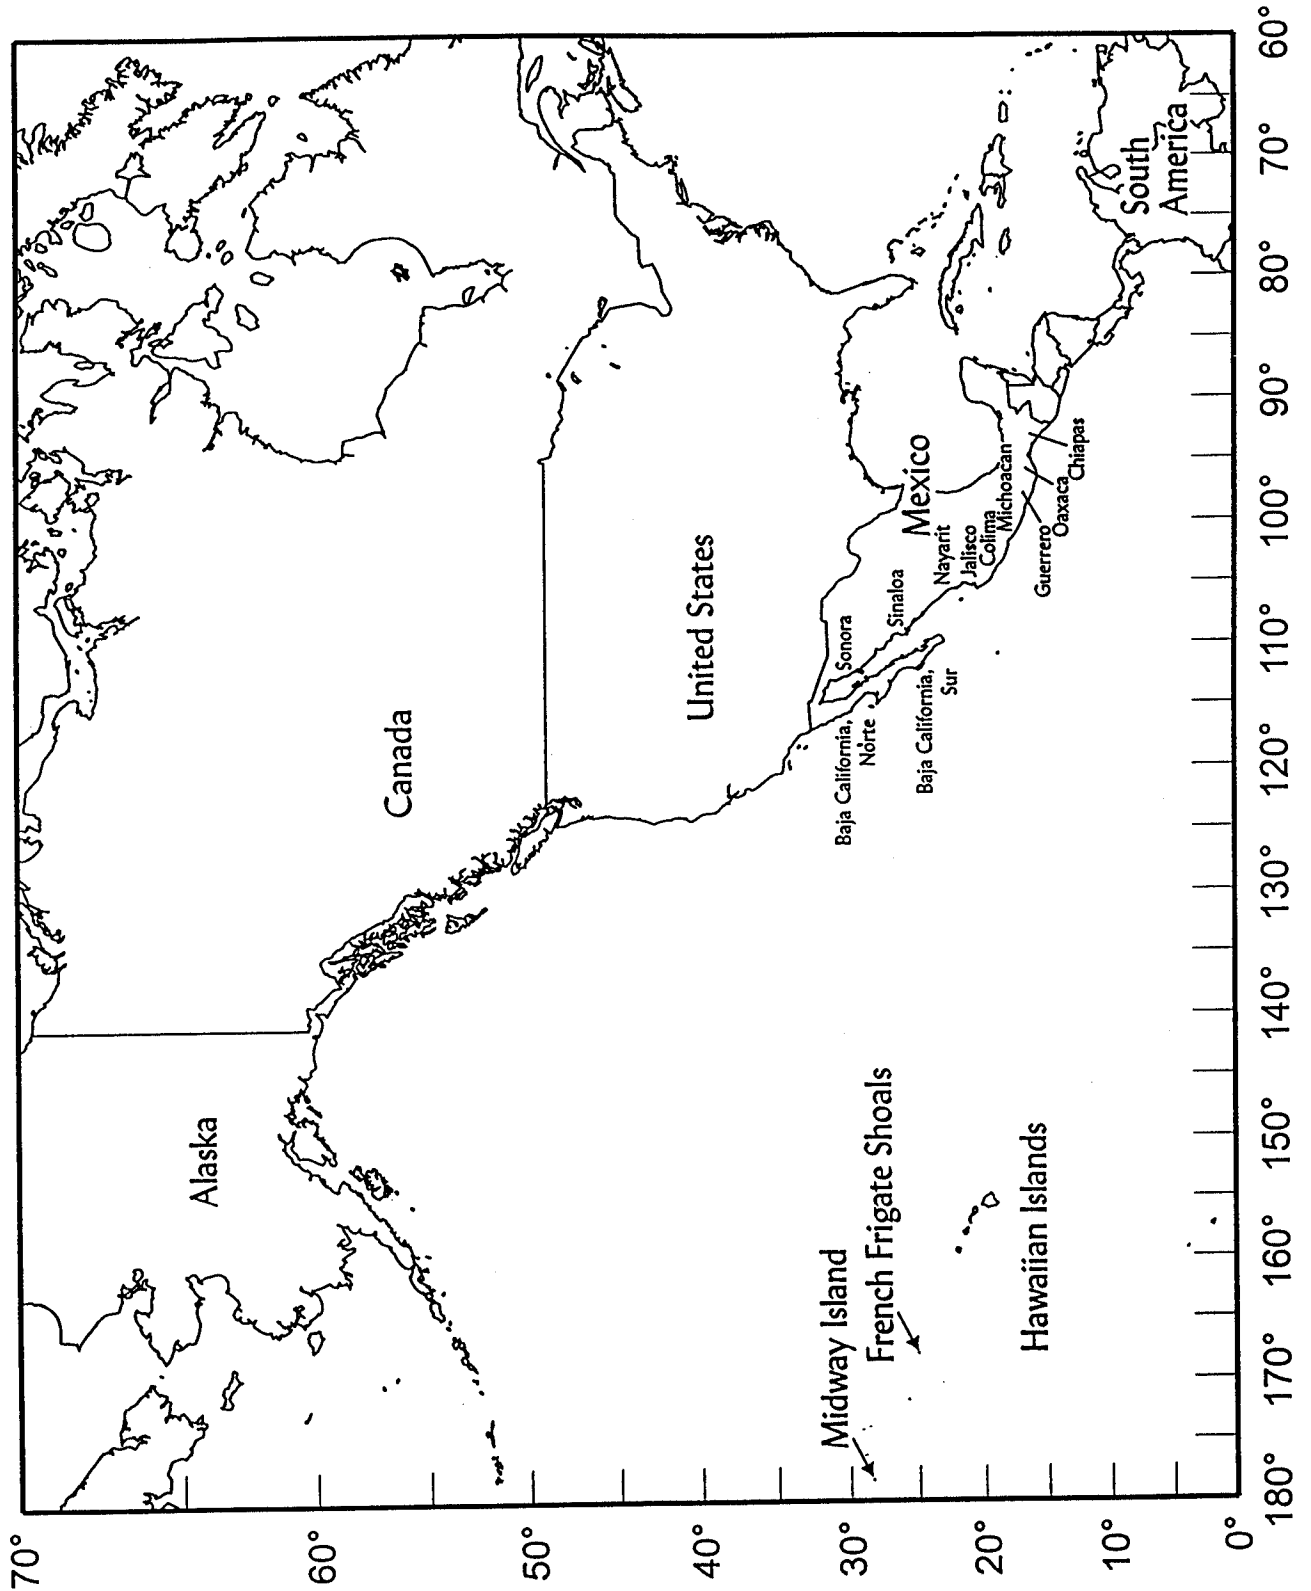 Alaska
Canada
United States
Mexico
Baja California,
Norte
Sonora
Baja California,
Sur
Sinaloa
Nayarit
Jalisco
Colima
Michoacan
Guerrero
Oaxaca
Chiapas
South
America
Midway Island
French Frigate Shoals
Hawaiian Islands
70°
60°
50°
40°
30°
20°
10°
0°
180°
170°
160°
150°
140°
130°
120°
110°
100°
90°
80°
70°
60°